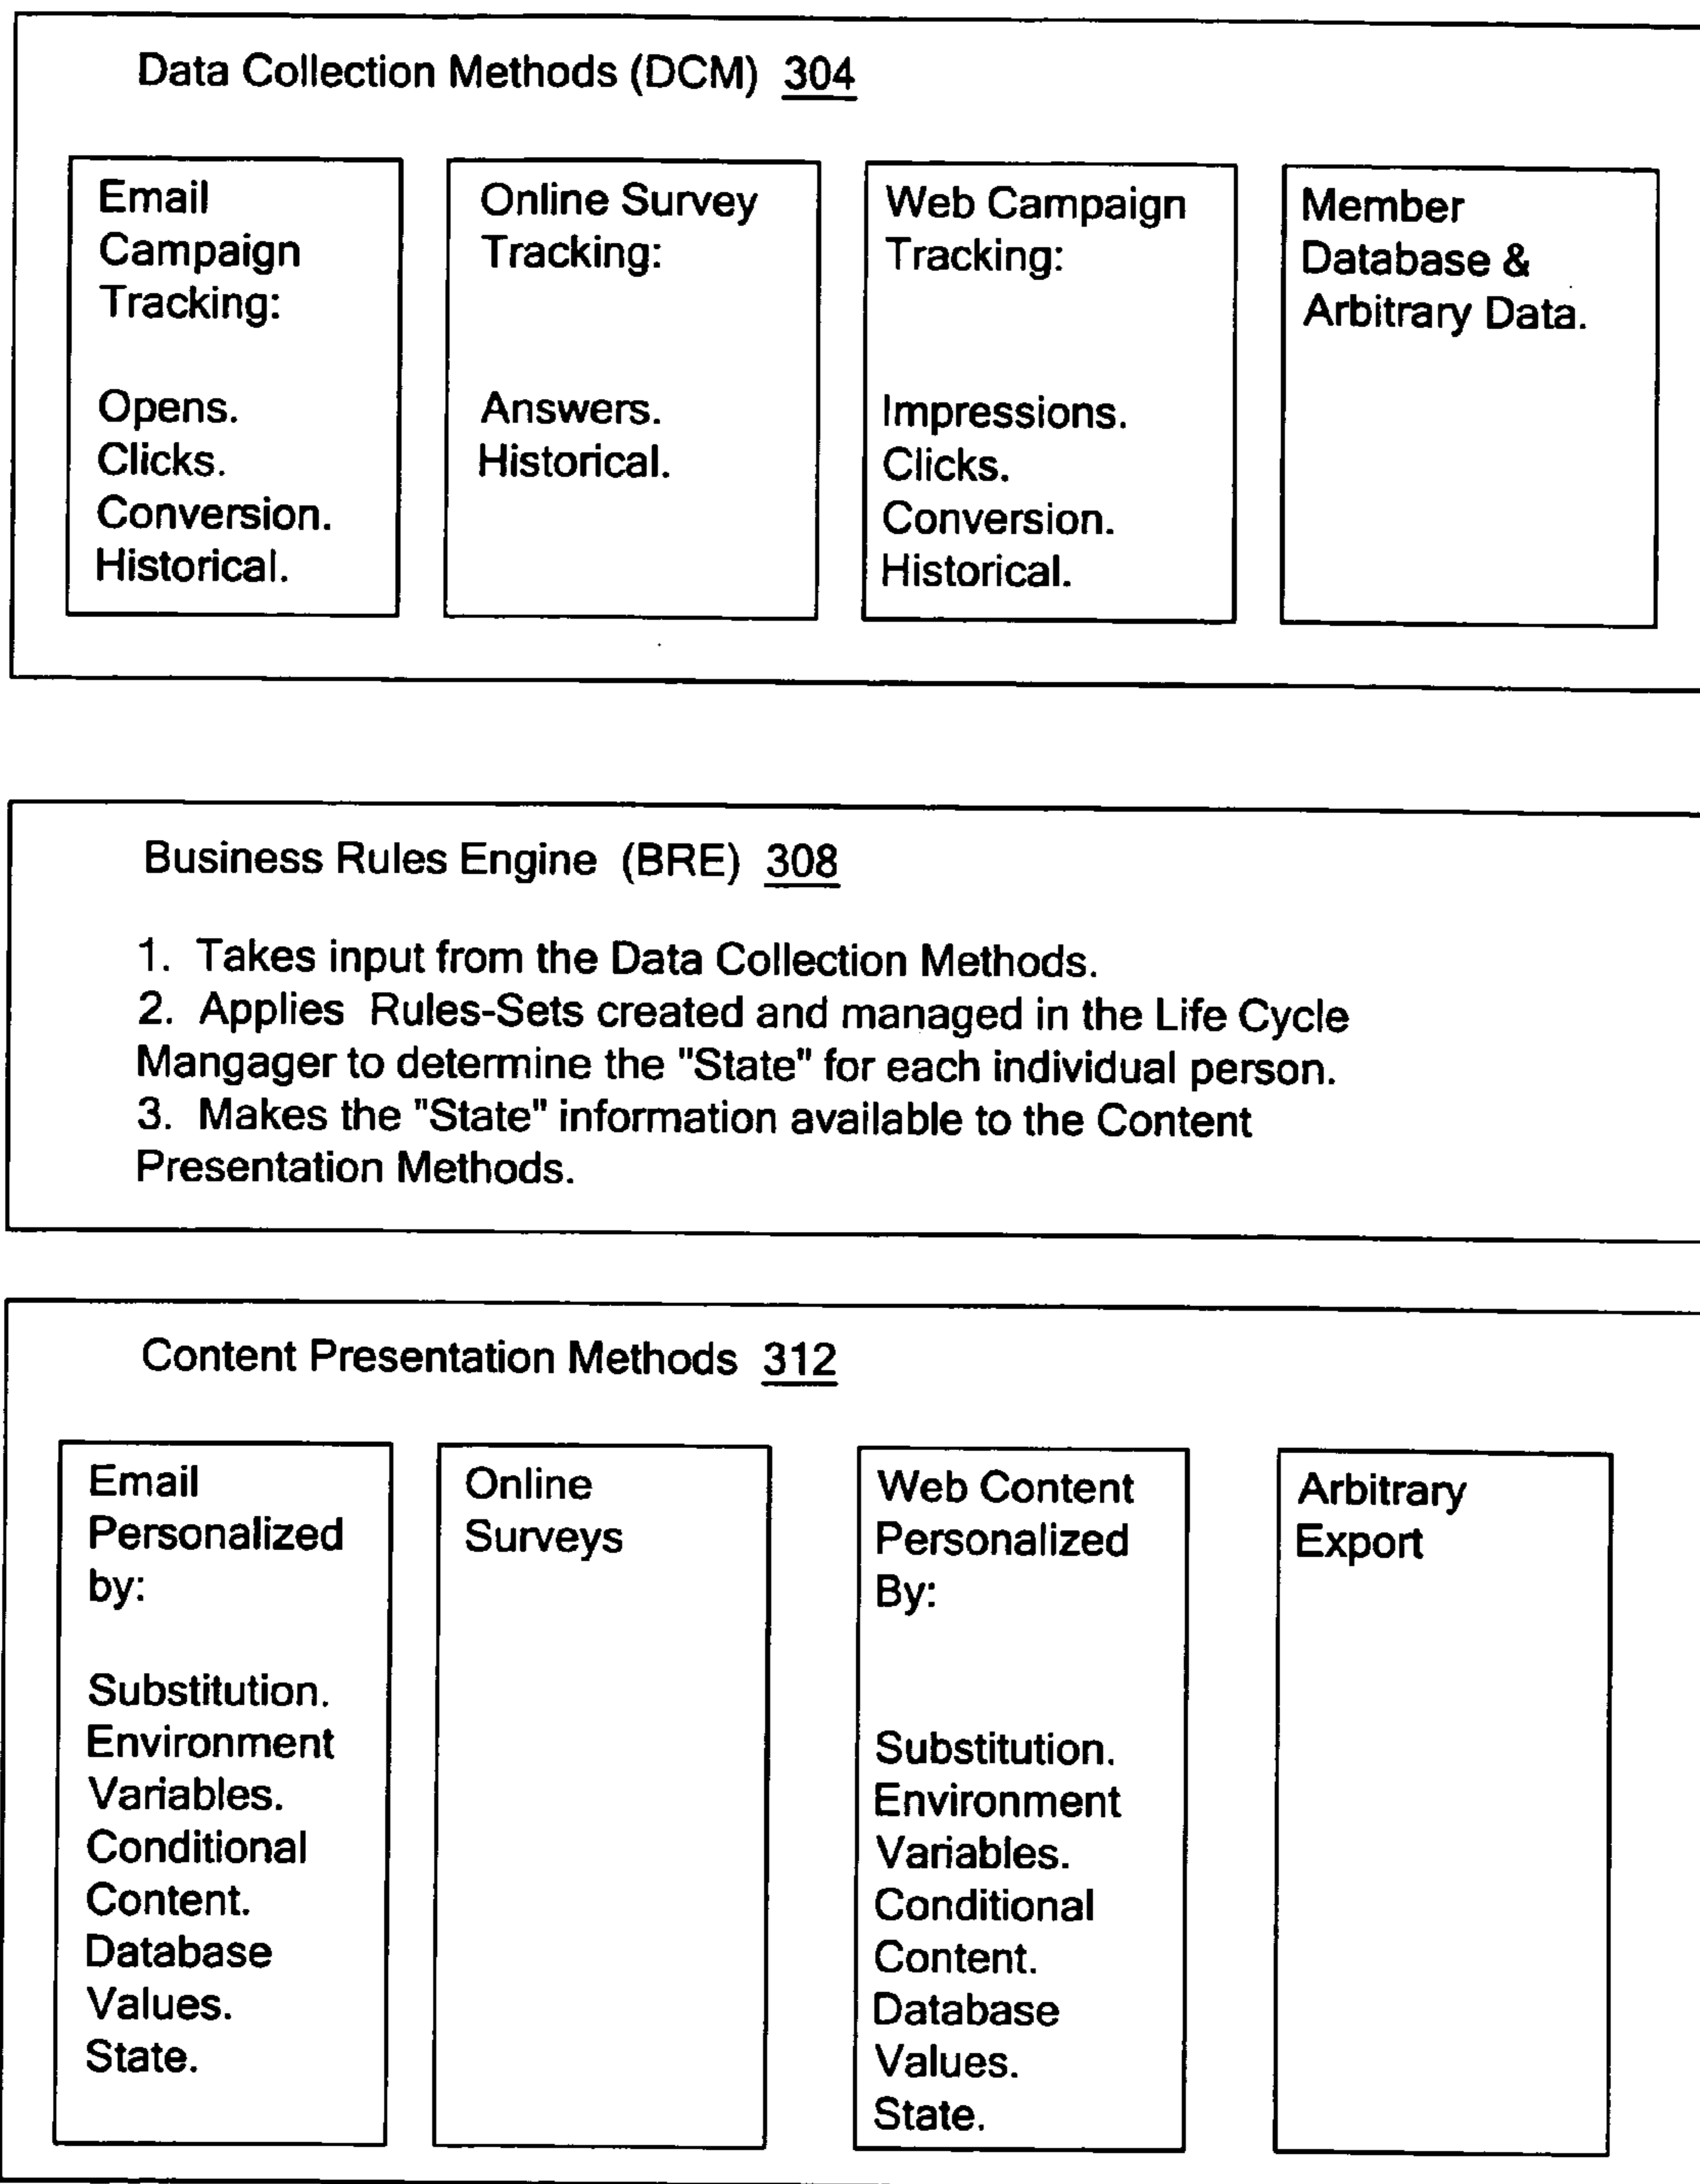 Data Collection Methods (DCM) 304
Email
Campaign
Tracking:
Opens.
Clicks.
Conversion.
Historical.
Online Survey
Tracking:
Answers.
Historical.
Web Campaign
Tracking:
Impressions.
Clicks.
Conversion.
Historical.
Member
Database &
Arbitrary Data.
Business Rules Engine (BRE) 308
1. Takes input from the Data Collection Methods.
2. Applies Rules-Sets created and managed in the Life Cycle
Mangager to determine the "State" for each individual person.
3. Makes the "State" information available to the Content
Presentation Methods.
Content Presentation Methods 312
Email
Personalized
by:
Substitution.
Environment
Variables.
Conditional
Content.
Database
Values.
State.
Online
Surveys
Web Content
Personalized
By:
Substitution.
Environment
Variables.
Conditional
Content.
Database
Values.
State.
Arbitrary
Export